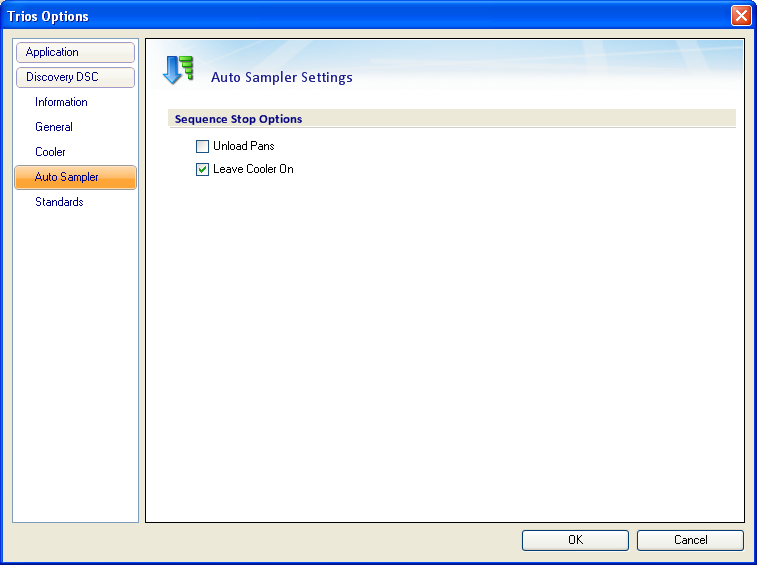 Trios Options
Application
Discovery DSC
Information
General
Cooler
Auto Sampler
Standards
Auto Sampler Settings
Sequence Stop Options
Unload Pans
Leave Cooler On
OK
Cancel